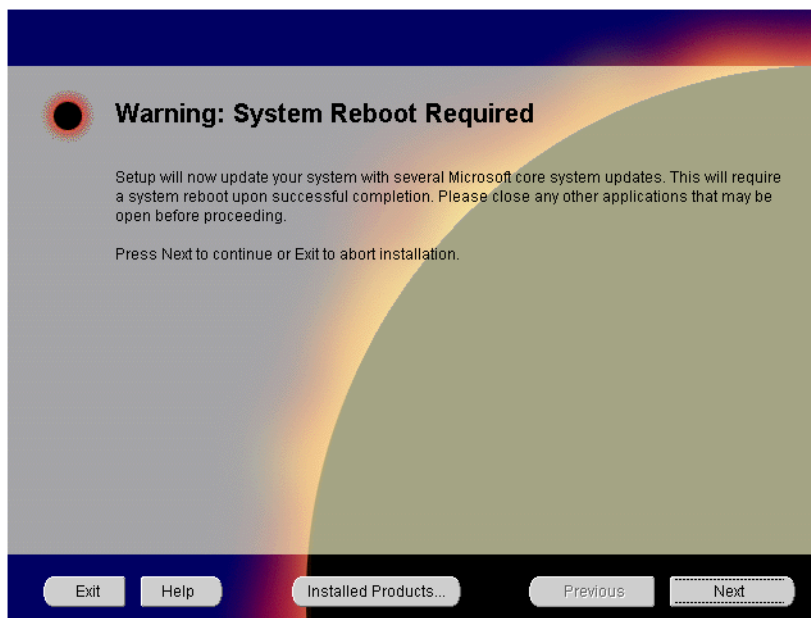 Warning: System Reboot Required
Setup will now update your system with several Microsoft core system updates. This will require
a system reboot upon successful completion. Please close any other applications that may be
open before proceeding.
Press Next to continue or Exit to abort installation.
Exit
Help
Installed Products...
Previous
Next